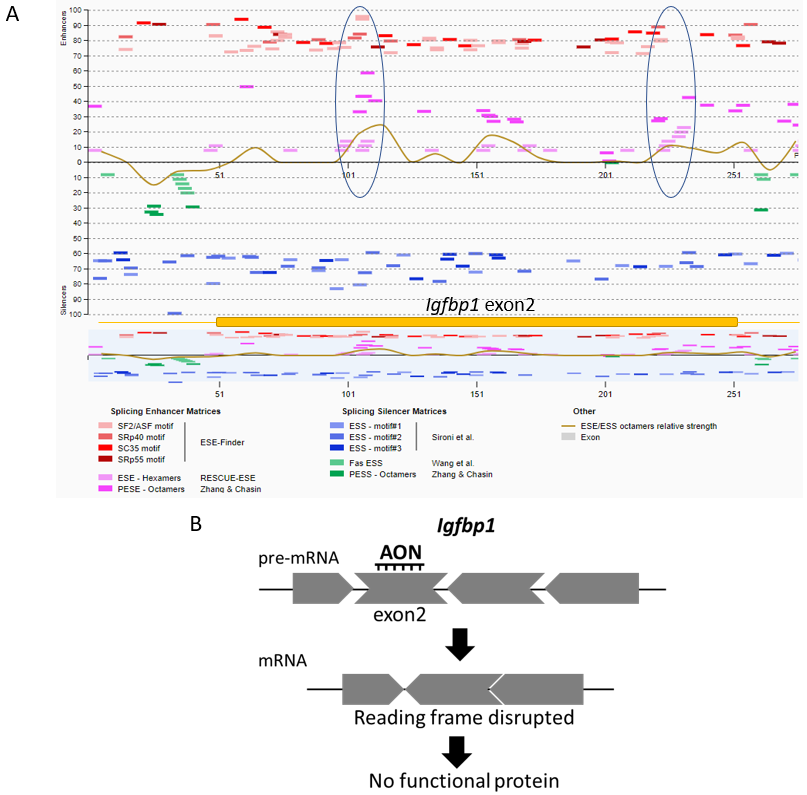 A
Enhancers
100
90
80
70
60
50
40
30
20
10
0
51
101
151
201
251
F
10
20
30
40
50
60
70
80
90
100
Silencers
Igfbp1 exon2
51
101
151
201
251
Splicing Enhancer Matrices
SF2/ASF motif
SRp40 motif
SC35 motif
SRp55 motif
ESE-Finder
ESE - Hexamers RESCUE-ESE
PESE - Octamers Zhang & Chasin
Splicing Silencer Matrices
ESS - motif#1
ESS - motif#2
ESS - motif#3
Sironi et al.
Fas ESS Wang et al.
PESS - Octamers Zhang & Chasin
Other
ESE/ESS octamers relative strength
Exon
B
Igfbp1
pre-mRNA
AON
exon2
mRNA
Reading frame disrupted
No functional protein